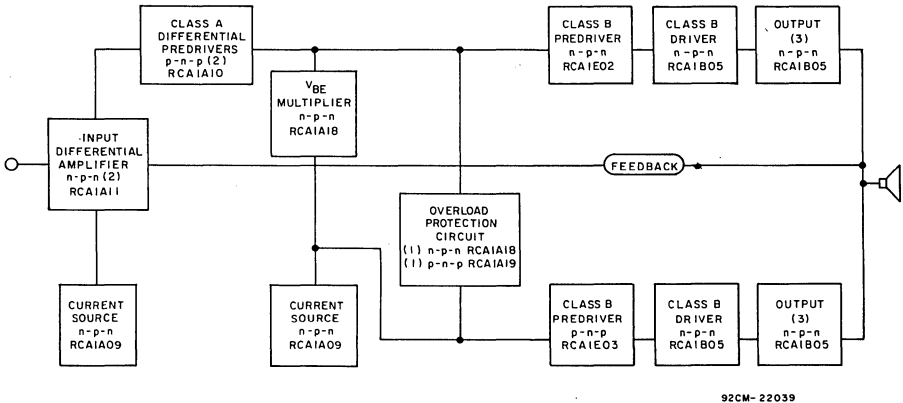 CLASS A
DIFFERENTIAL
PREDRIVERS
p-n-p (2)
RCA1A10
CLASS B
PREDRIVER
n-p-n
RCA1E02
CLASS B
DRIVER
n-p-n
RCA1B05
OUTPUT
(3)
n-p-n
RCA1B05
VBE
MULTIPLIER
n-p-n
RCA1A18
INPUT
DIFFERENTIAL
AMPLIFIER
n-p-n (2)
RCA1A11
FEEDBACK
OVERLOAD
PROTECTION
CIRCUIT
(1) n-p-n RCA1A18
(1) p-n-p RCA1A19
CURRENT
SOURCE
n-p-n
RCA1A09
CURRENT
SOURCE
n-p-n
RCA1A09
CLASS B
PREDRIVER
p-n-p
RCA1E03
CLASS B
DRIVER
n-p-n
RCA1B05
OUTPUT
(3)
n-p-n
RCA1B05
92CM-22039